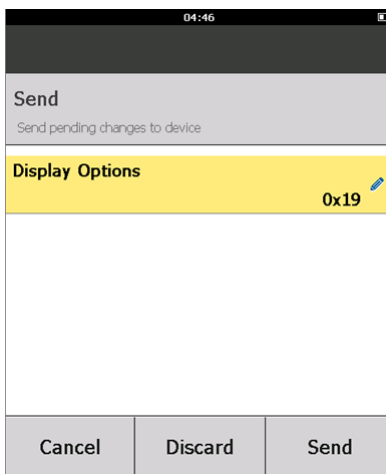 04:46
Send
Send pending changes to device
Display Options
0x19
Cancel Discard Send